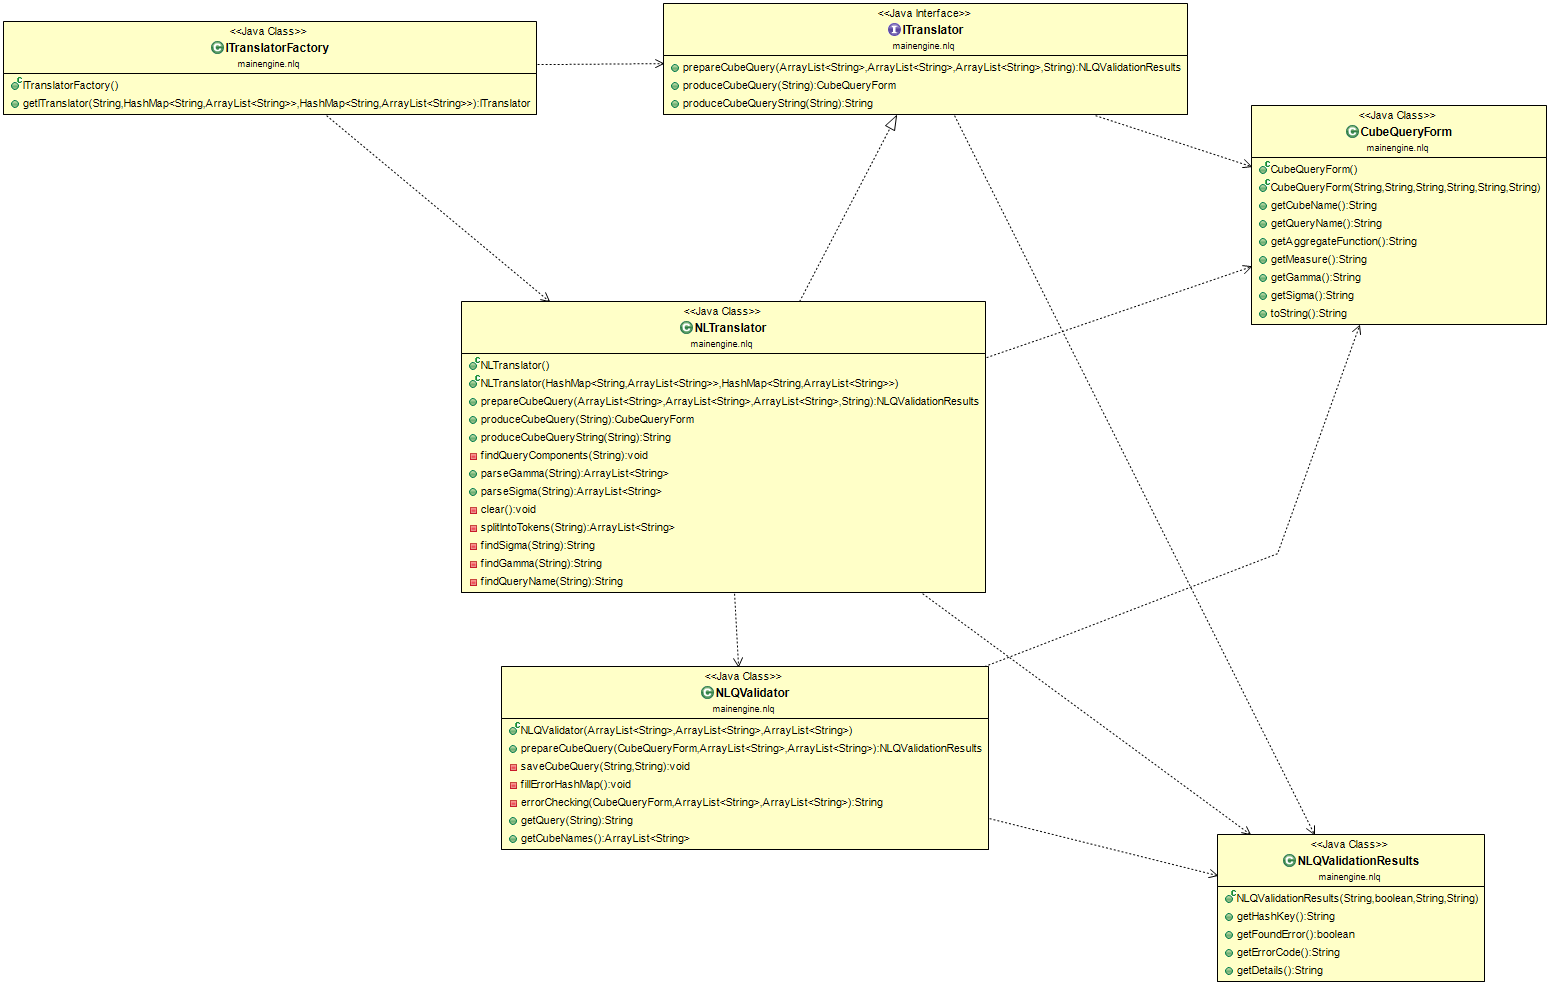 <<Java Class>>
ITranslatorFactory
mainengine.nlq
ITranslatorFactory()
getITranslator(String,HashMap<String,ArrayList<String>>,HashMap<String,ArrayList<String>>):ITranslator
<<Java Interface>>
ITranslator
mainengine.nlq
prepareCubeQuery(ArrayList<String>,ArrayList<String>,ArrayList<String>,String):NLQValidationResults
produceCubeQuery(String):CubeQueryForm
produceCubeQueryString(String):String
<<Java Class>>
CubeQueryForm
mainengine.nlq
CubeQueryForm()
CubeQueryForm(String,String,String,String,String,String)
getCubeName():String
getQueryName():String
getAggregateFunction():String
getMeasure():String
getGamma():String
getSigma():String
toString():String
<<Java Class>>
NLTranslator
mainengine.nlq
NLTranslator()
NLTranslator(HashMap<String,ArrayList<String>>,HashMap<String,ArrayList<String>>)
prepareCubeQuery(ArrayList<String>,ArrayList<String>,ArrayList<String>,String):NLQValidationResults
produceCubeQuery(String):CubeQueryForm
produceCubeQueryString(String):String
findQueryComponents(String):void
parseGamma(String):ArrayList<String>
parseSigma(String):ArrayList<String>
clear():void
splitIntoTokens(String):ArrayList<String>
findSigma(String):String
findGamma(String):String
findQueryName(String):String
<<Java Class>>
NLQValidator
mainengine.nlq
NLQValidator(ArrayList<String>,ArrayList<String>,ArrayList<String>)
prepareCubeQuery(CubeQueryForm,ArrayList<String>,ArrayList<String>):NLQValidationResults
saveCubeQuery(String,String):void
fillErrorHashMap():void
errorChecking(CubeQueryForm,ArrayList<String>,ArrayList<String>):String
getQuery(String):String
getCubeNames():ArrayList<String>
<<Java Class>>
NLQValidationResults
mainengine.nlq
NLQValidationResults(String,boolean,String,String)
getHashKey():String
getFoundError():boolean
getErrorCode():String
getDetails():String